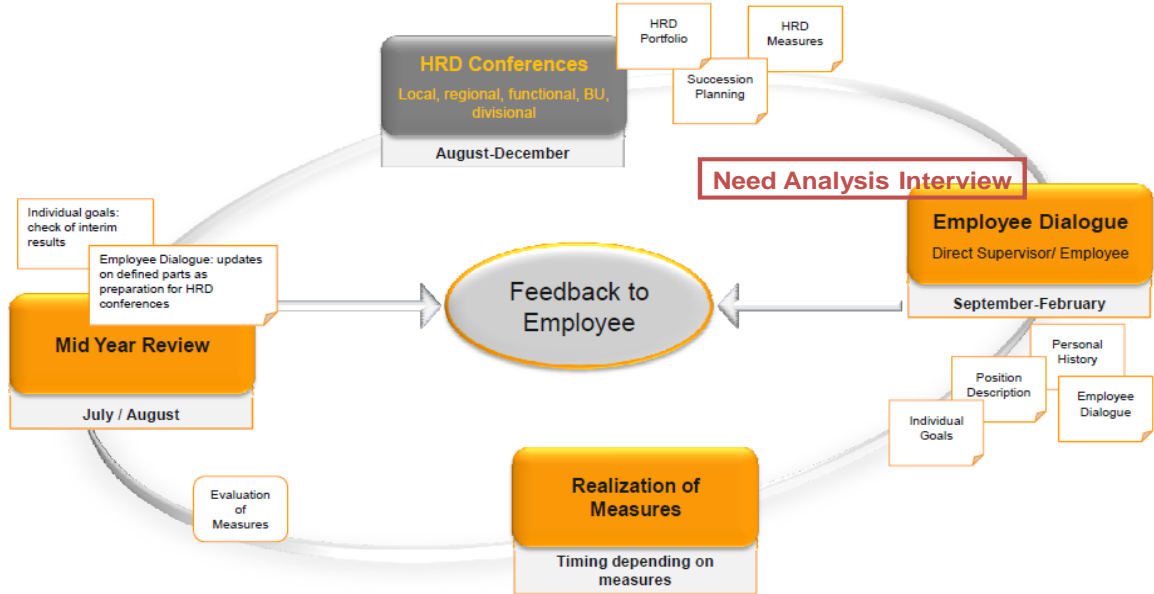 HRD
Portfolio
HRD
Measures
Succession
Planning
HRD Conferences
Local, regional, functional, BU,
divisional
August-December
Need Analysis Interview
Employee Dialogue
Direct Supervisor/ Employee
September-February
Individual goals:
check of interim
results
Employee Dialogue: updates
on defined parts as
preparation for HRD
conferences
Mid Year Review
July / August
Feedback to
Employee
Personal
History
Position
Description
Employee
Dialogue
Individual
Goals
Realization of
Measures
Timing depending on
measures
Evaluation
of
Measures